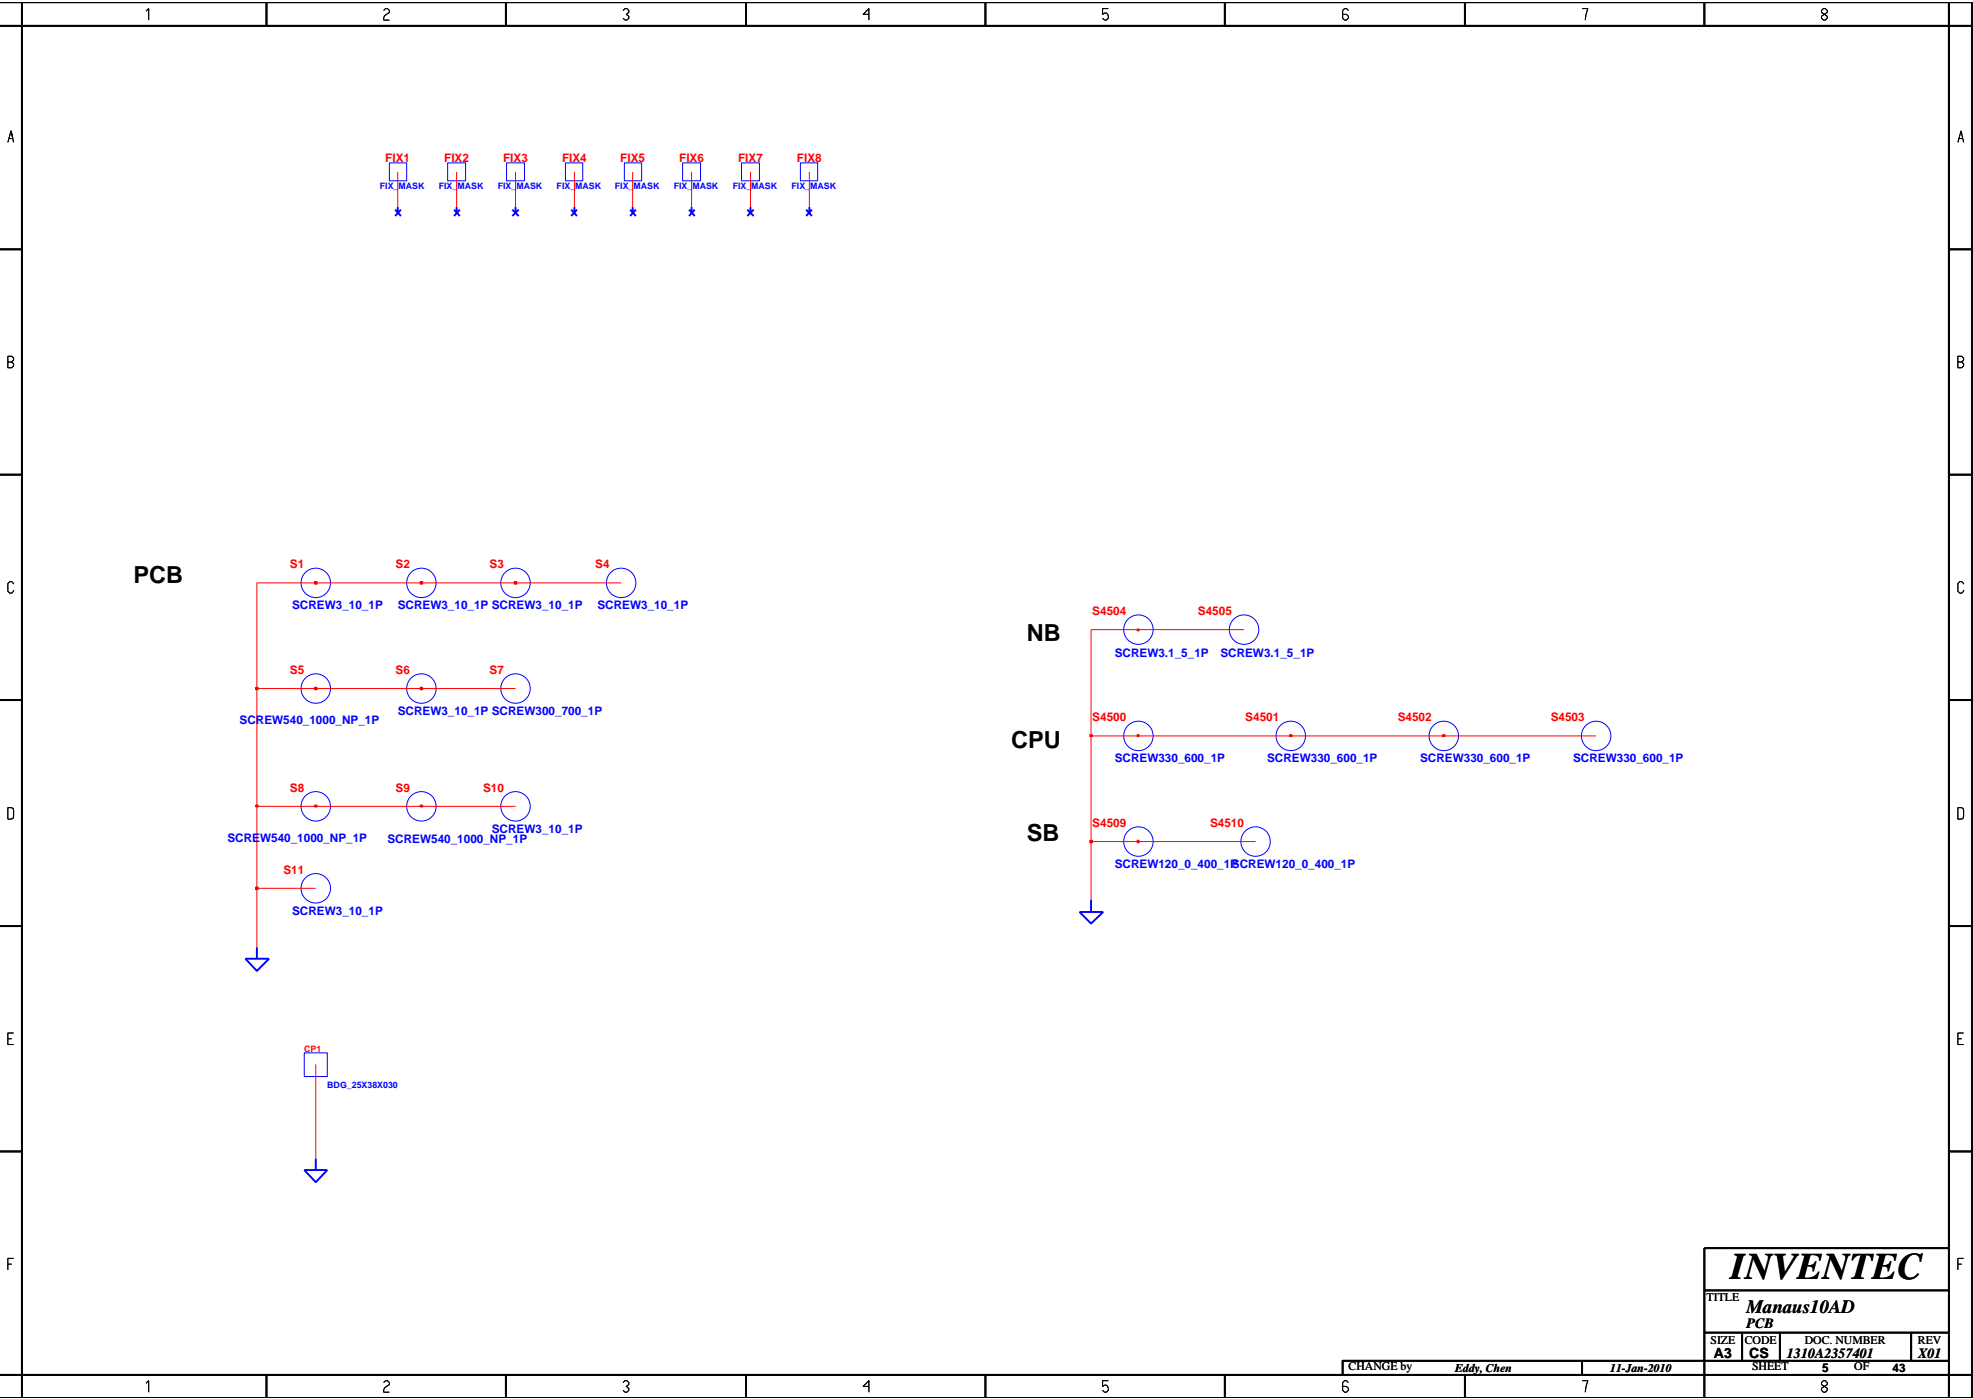 1 2 3 4 5 6 7 8
A A
FIX1 FIX2 FIX3 FIX4 FIX5 FIX6 FIX7 FIX8
FIX_MASK FIX_MASK FIX_MASK FIX_MASK FIX_MASK FIX_MASK FIX_MASK FIX_MASK
B B
PCB
S1 S2 S3 S4
SCREW3_10_1P SCREW3_10_1P SCREW3_10_1P SCREW3_10_1P
C C
S5 S6 S7
SCREW540_1000_NP_1P SCREW3_10_1P SCREW300_700_1P
S8 S9 S10
SCREW540_1000_NP_1P SCREW540_1000_NP_1P SCREW3_10_1P
S11
SCREW3_10_1P
NB
S4504 S4505
SCREW3.1_5_1P SCREW3.1_5_1P
CPU
S4500 S4501 S4502 S4503
SCREW330_600_1P SCREW330_600_1P SCREW330_600_1P SCREW330_600_1P
D D
SB
S4509 S4510
SCREW120_0_400_1P SCREW120_0_400_1P
E E
CP1
BDG_25X38X030
F F
INVENTEC
TITLE
Manaus10AD
PCB
SIZE CODE DOC. NUMBER REV
A3 CS 1310A2357401 X01
CHANGE by Eddy, Chen 11-Jan-2010 SHEET 5 OF 43
1 2 3 4 5 6 7 8